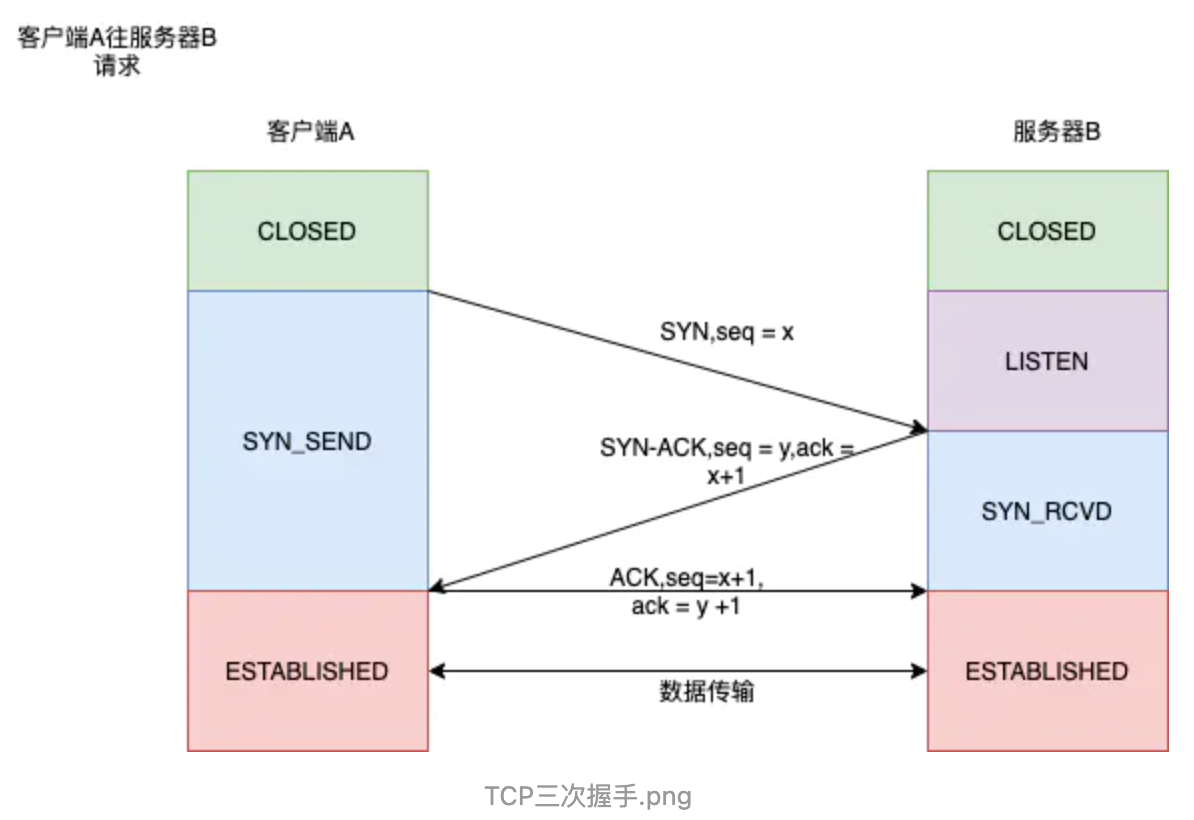 客户端A往服务器B
请求
客户端A
服务器B
CLOSED
CLOSED
SYN,seq = x
LISTEN
SYN_SEND
SYN-ACK,seq = y,ack =
x+1
SYN_RCVD
ACK,seq=x+1,
ack = y +1
ESTABLISHED
ESTABLISHED
数据传输
TCP三次握手.png